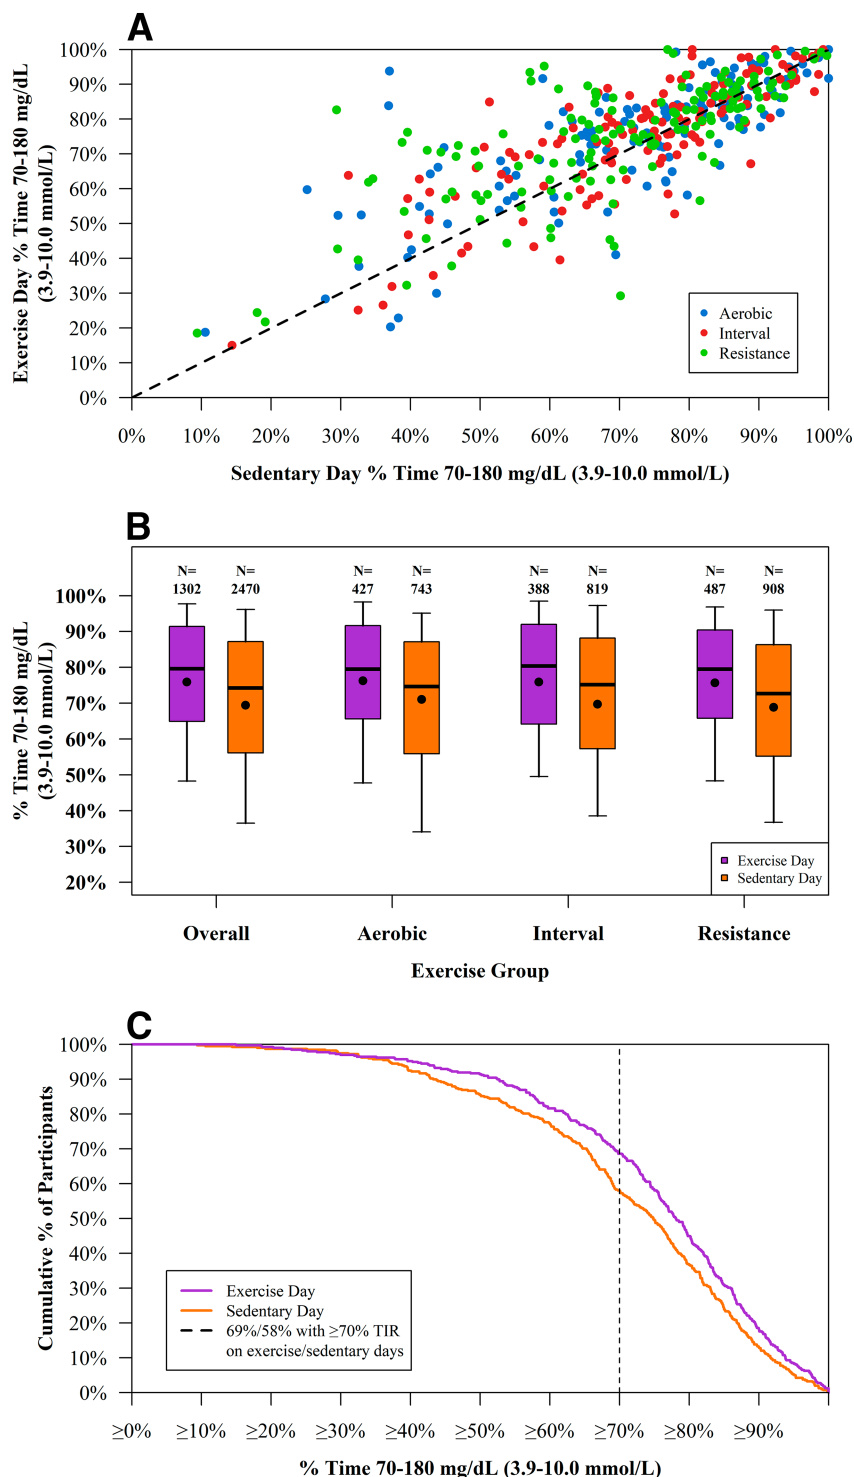 A
Exercise Day % Time 70-180 mg/dL
(3.9-10.0 mmol/L)
100%
90%
80%
70%
60%
50%
40%
30%
20%
10%
0%
Aerobic
Interval
Resistance
0% 10% 20% 30% 40% 50% 60% 70% 80% 90% 100%
Sedentary Day % Time 70-180 mg/dL (3.9-10.0 mmol/L)
B
% Time 70-180 mg/dL
(3.9-10.0 mmol/L)
N= N= N= N= N= N= N= N=
1302 2470 427 743 388 819 487 908
100%
90%
80%
70%
60%
50%
40%
30%
20%
Exercise Day
Sedentary Day
Overall Aerobic Interval Resistance
Exercise Group
C
Cumulative % of Participants
100%
90%
80%
70%
60%
50%
40%
30%
20%
10%
0%
Exercise Day
Sedentary Day
69%/58% with ≥70% TIR
on exercise/sedentary days
≥0% ≥10% ≥20% ≥30% ≥40% ≥50% ≥60% ≥70% ≥80% ≥90%
% Time 70-180 mg/dL (3.9-10.0 mmol/L)